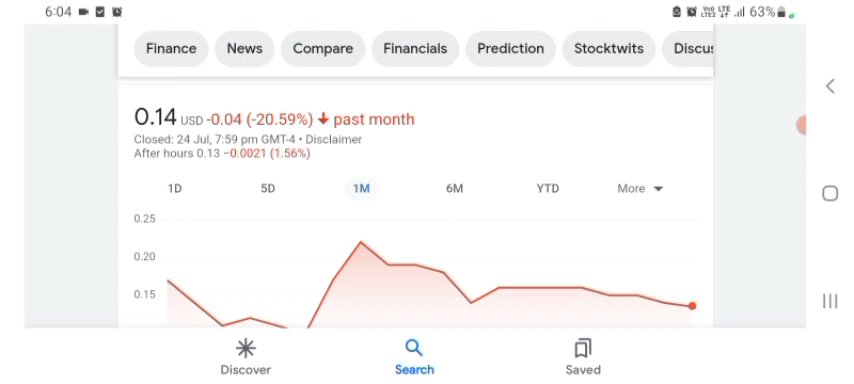 6:04
63%
Finance News Compare Financials Prediction Stocktwits Discus
0.14 USD -0.04 (-20.59%) past month
Closed: 24 Jul, 7:59 pm GMT-4 • Disclaimer
After hours 0.13 −0.0021 (1.56%)
1D 5D 1M 6M YTD More
0.25
0.20
0.15
Discover Search Saved